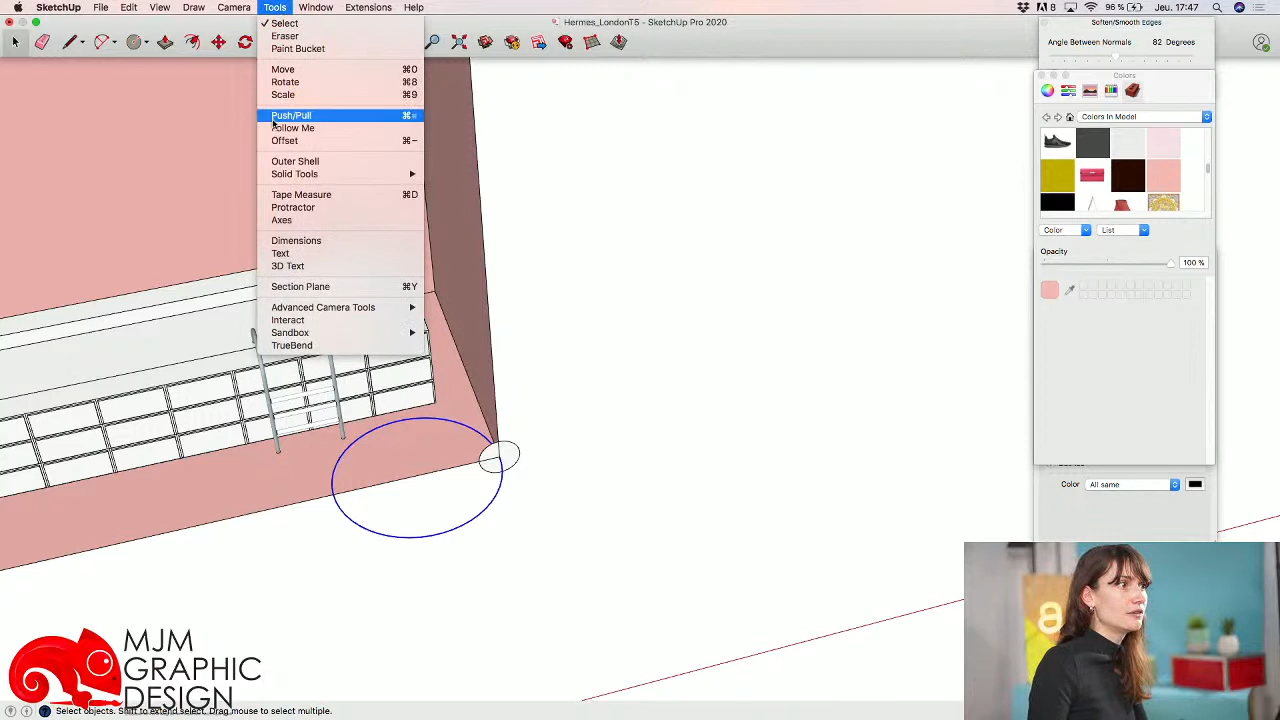 SketchUp File Edit View Draw Camera Tools Window Extensions Help
8 96 % Jeu. 17:47
Hermes_LondonT5 - SketchUp Pro 2020
✓ Select
Eraser
Paint Bucket
Move ⌘0
Rotate ⌘8
Scale ⌘9
Push/Pull ⌘=
Follow Me
Offset ⌘-
Outer Shell
Solid Tools
Tape Measure ⌘D
Protractor
Axes
Dimensions
Text
3D Text
Section Plane ⌘Y
Advanced Camera Tools
Interact
Sandbox
TrueBend
Soften/Smooth Edges
Angle Between Normals 82 Degrees
Colors
Colors In Model
Color List
Opacity
100 %
Color All same
a
MJM
GRAPHIC
DESIGN
Select objects. Shift to extend select. Drag mouse to select multiple.